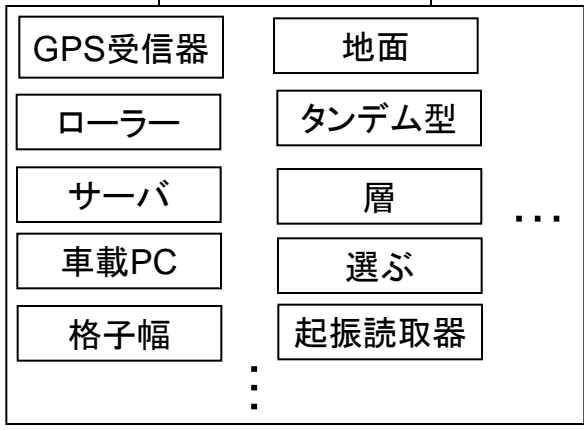 GPS受信器 地面
ローラー タンデム型
サーバ 層 …
車載PC 選ぶ
格子幅 起振読取器
⋮